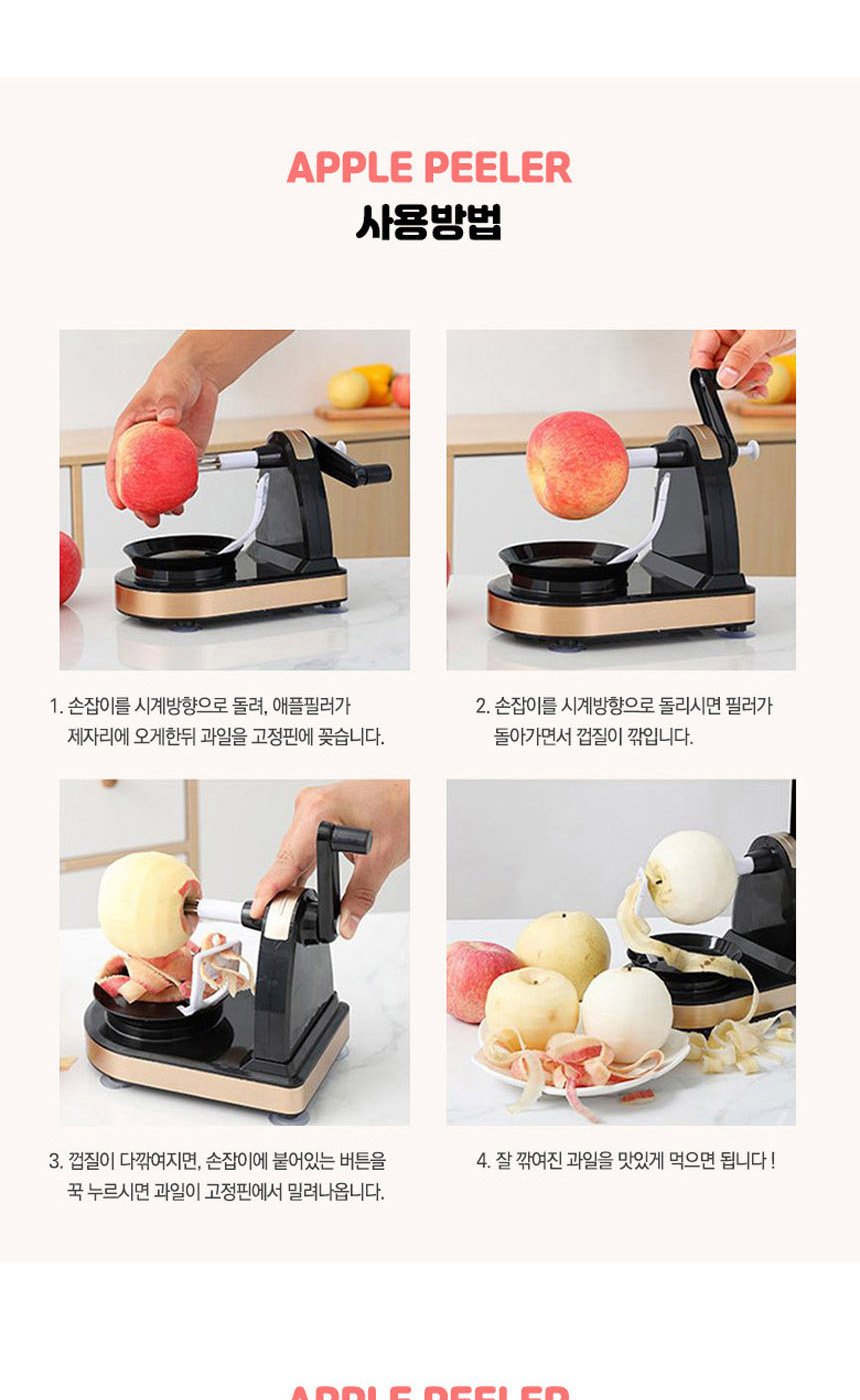 APPLE PEELER
사용방법
1. 손잡이를 시계방향으로 돌려, 애플필러가
제자리에 오게한뒤 과일을 고정핀에 꽂습니다.
2. 손잡이를 시계방향으로 돌리시면 필러가
돌아가면서 껍질이 깎입니다.
3. 껍질이 다깎여지면, 손잡이에 붙어있는 버튼을
꾹 누르시면 과일이 고정핀에서 밀려나옵니다.
4. 잘 깎여진 과일을 맛있게 먹으면 됩니다 !
APPLE PEELER